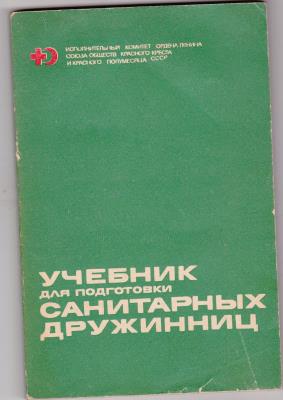 ИСПОЛНИТЕЛЬНЫЙ КОМИТЕТ ОРДЕНА ЛЕНИНА
СОЮЗА ОБЩЕСТВ КРАСНОГО КРЕСТА
И КРАСНОГО ПОЛУМЕСЯЦА СССР
УЧЕБНИК
ДЛЯ ПОДГОТОВКИ
САНИТАРНЫХ
ДРУЖИННИЦ